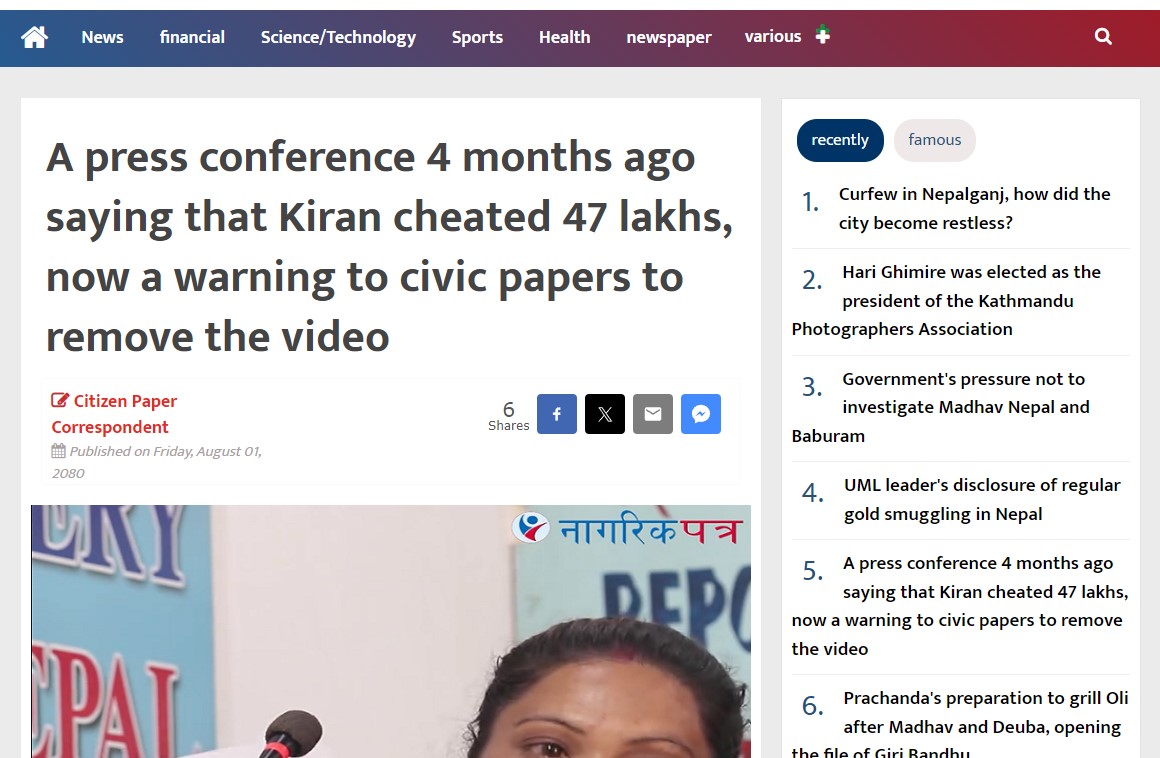 News financial Science/Technology Sports Health newspaper various
A press conference 4 months ago
saying that Kiran cheated 47 lakhs,
now a warning to civic papers to
remove the video
Citizen Paper
Correspondent
Published on Friday, August 01,
2080
6
Shares
नागरिकपत्र
ERY
REPO
EPAL
recently famous
1. Curfew in Nepalganj, how did the
city become restless?
2. Hari Ghimire was elected as the
president of the Kathmandu
Photographers Association
3. Government's pressure not to
investigate Madhav Nepal and
Baburam
4. UML leader's disclosure of regular
gold smuggling in Nepal
5. A press conference 4 months ago
saying that Kiran cheated 47 lakhs,
now a warning to civic papers to remove
the video
6. Prachanda's preparation to grill Oli
after Madhav and Deuba, opening
the file of Giri Bandhu